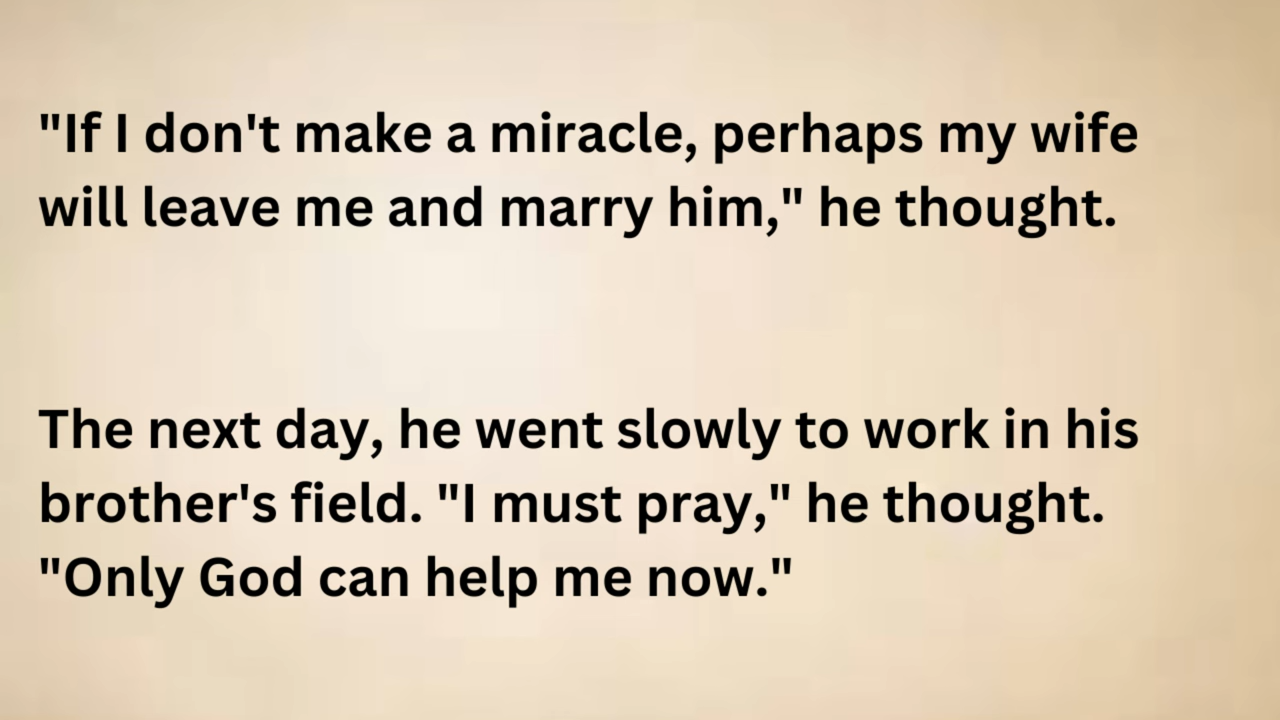 "If I don't make a miracle, perhaps my wife
will leave me and marry him," he thought.
The next day, he went slowly to work in his
brother's field. "I must pray," he thought.
"Only God can help me now."